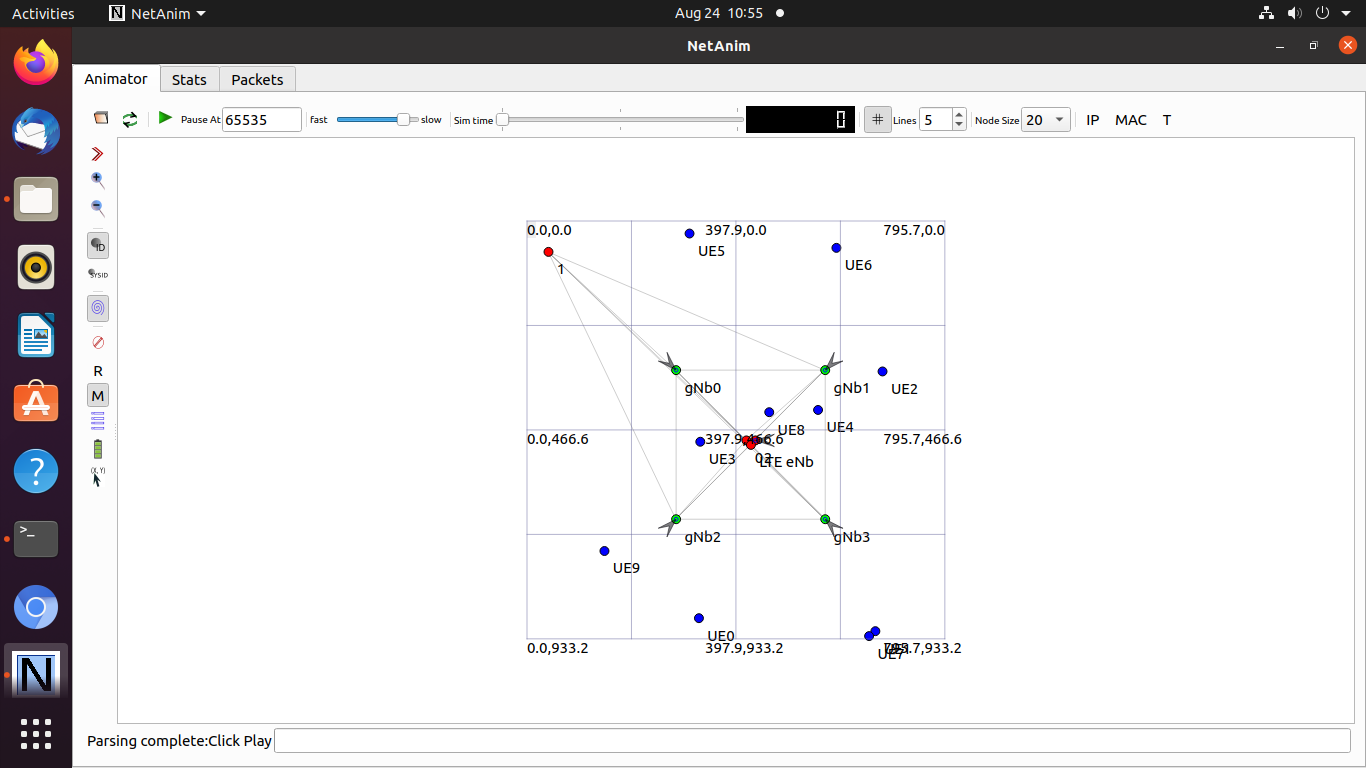 Activities NetAnim Aug 24 10:55
NetAnim
Animator Stats Packets
Pause At 65535 fast slow Sim time 0 # Lines 5 Node Size 20 IP MAC T
ID
SYSID
R
M
(X, Y)
0.0,0.0 397.9,0.0 795.7,0.0
UE5
UE6
1
gNb0 gNb1 UE2
UE8 UE4
0.0,466.6 397.9,466.6 795.7,466.6
UE3 LTE eNb
gNb2 gNb3
UE9
UE0
0.0,933.2 397.9,933.2 795.7,933.2
UE7
Parsing complete:Click Play
>_
?
N